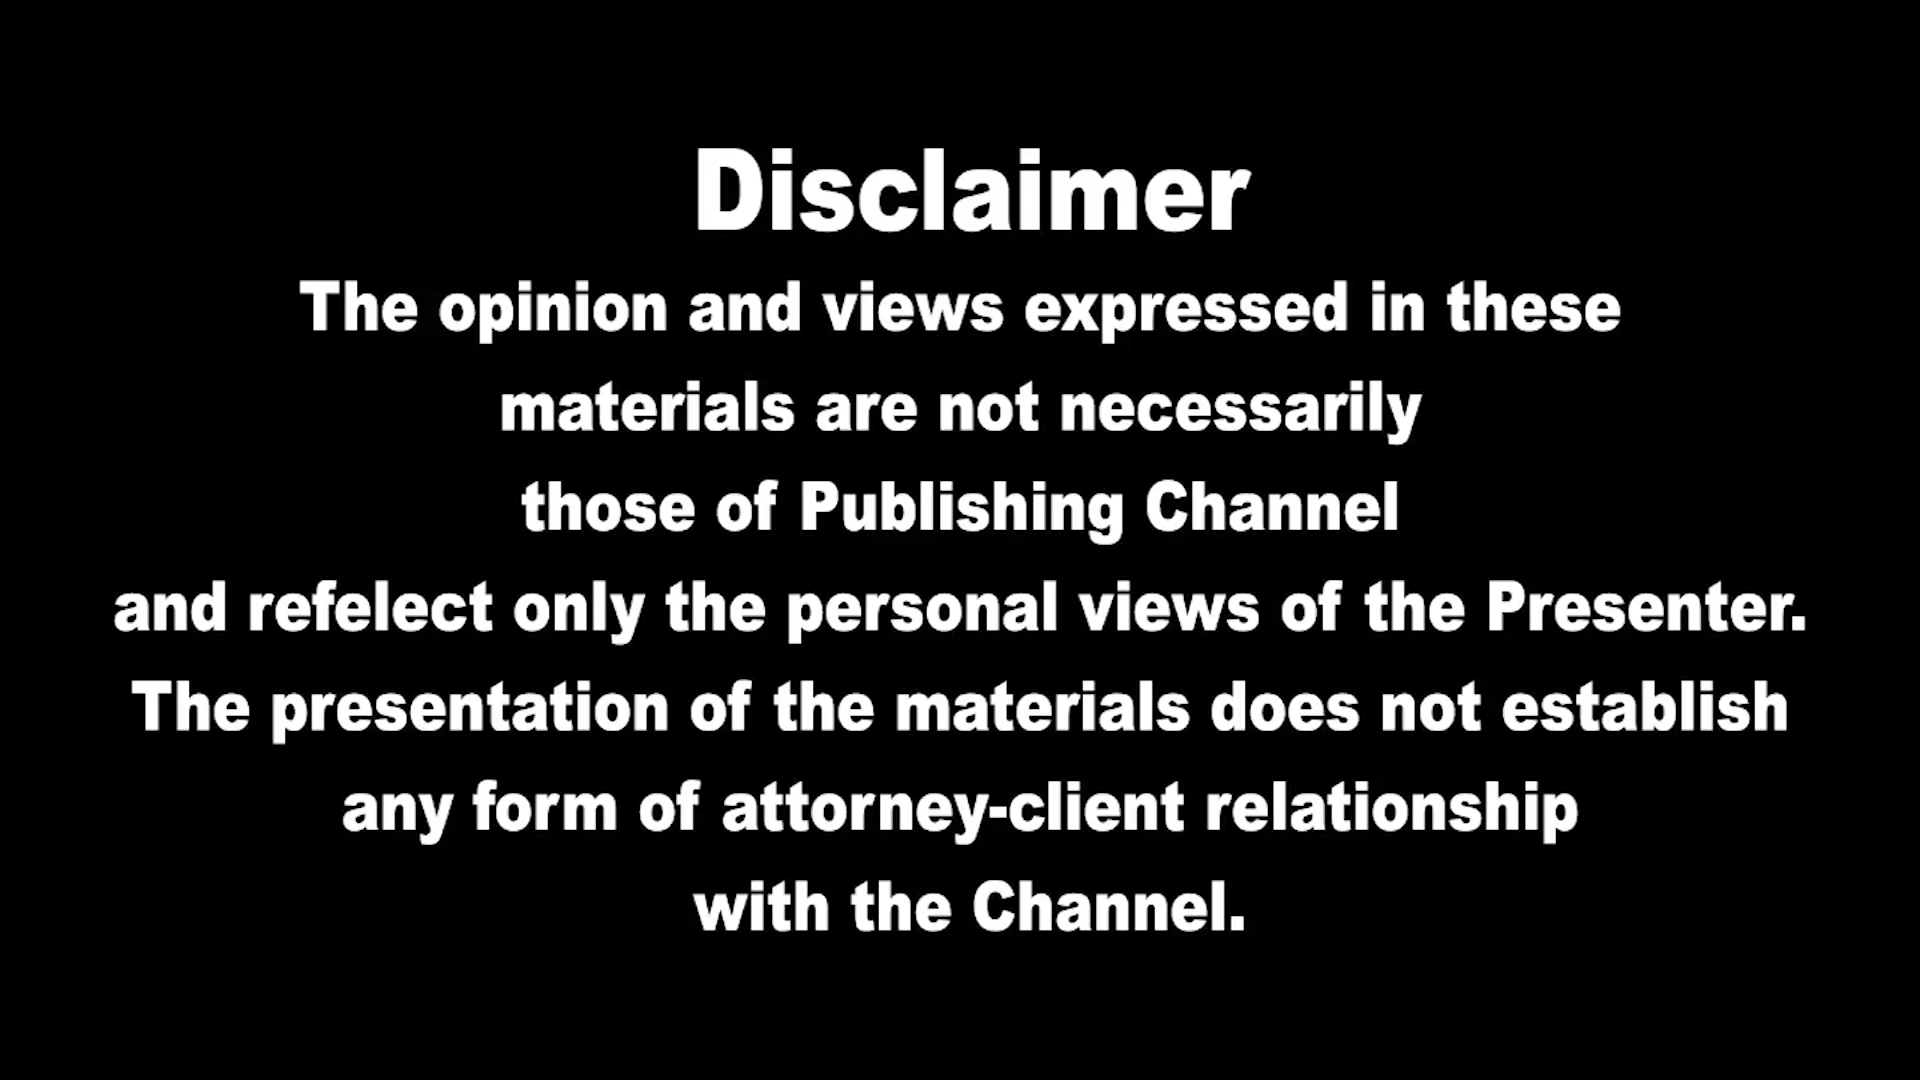 Disclaimer
The opinion and views expressed in these
materials are not necessarily
those of Publishing Channel
and refelect only the personal views of the Presenter.
The presentation of the materials does not establish
any form of attorney-client relationship
with the Channel.